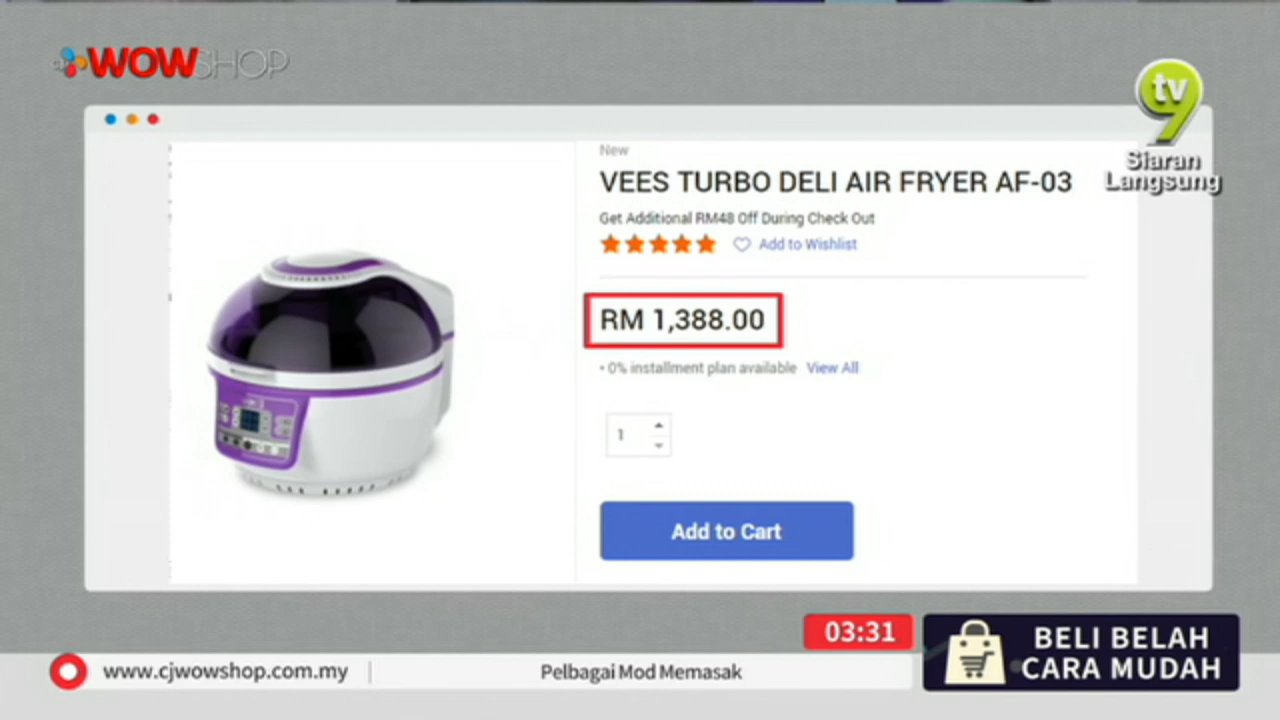 WOWSHOP
tv
9
Siaran
Langsung
New
VEES TURBO DELI AIR FRYER AF-03
Get Additional RM48 Off During Check Out
Add to Wishlist
RM 1,388.00
• 0% installment plan available View All
1
Add to Cart
03:31
BELI BELAH
CARA MUDAH
www.cjwowshop.com.my
Pelbagai Mod Memasak